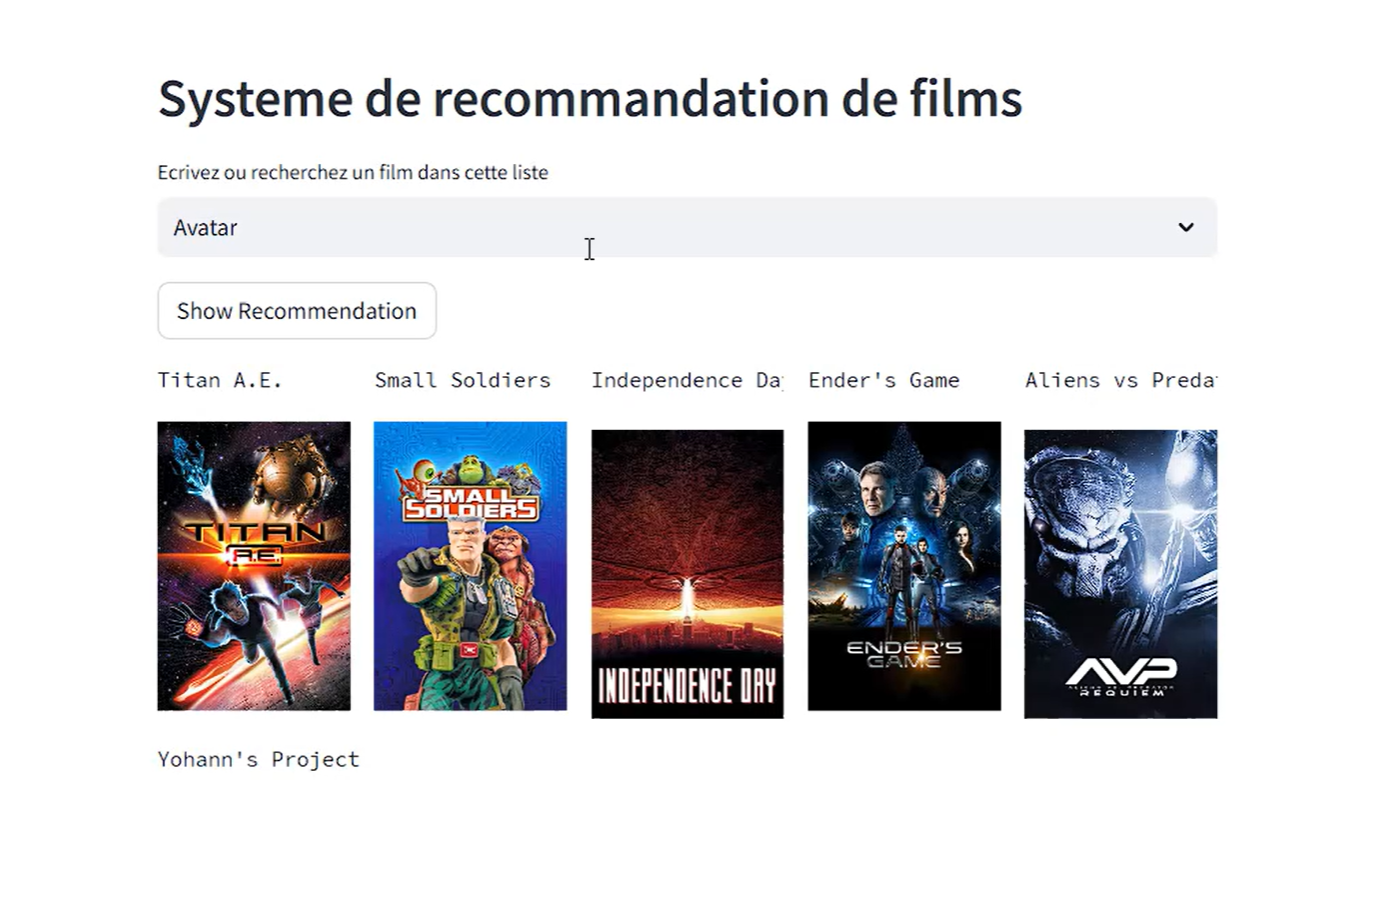 Systeme de recommandation de films
Ecrivez ou recherchez un film dans cette liste
Avatar
Show Recommendation
Titan A.E.
Small Soldiers
Independence Da
Ender's Game
Aliens vs Preda
TITAN
A.E.
SMALL
SOLDIERS
INDEPENDENCE DAY
ENDER'S
GAME
AVP
REQUIEM
Yohann's Project